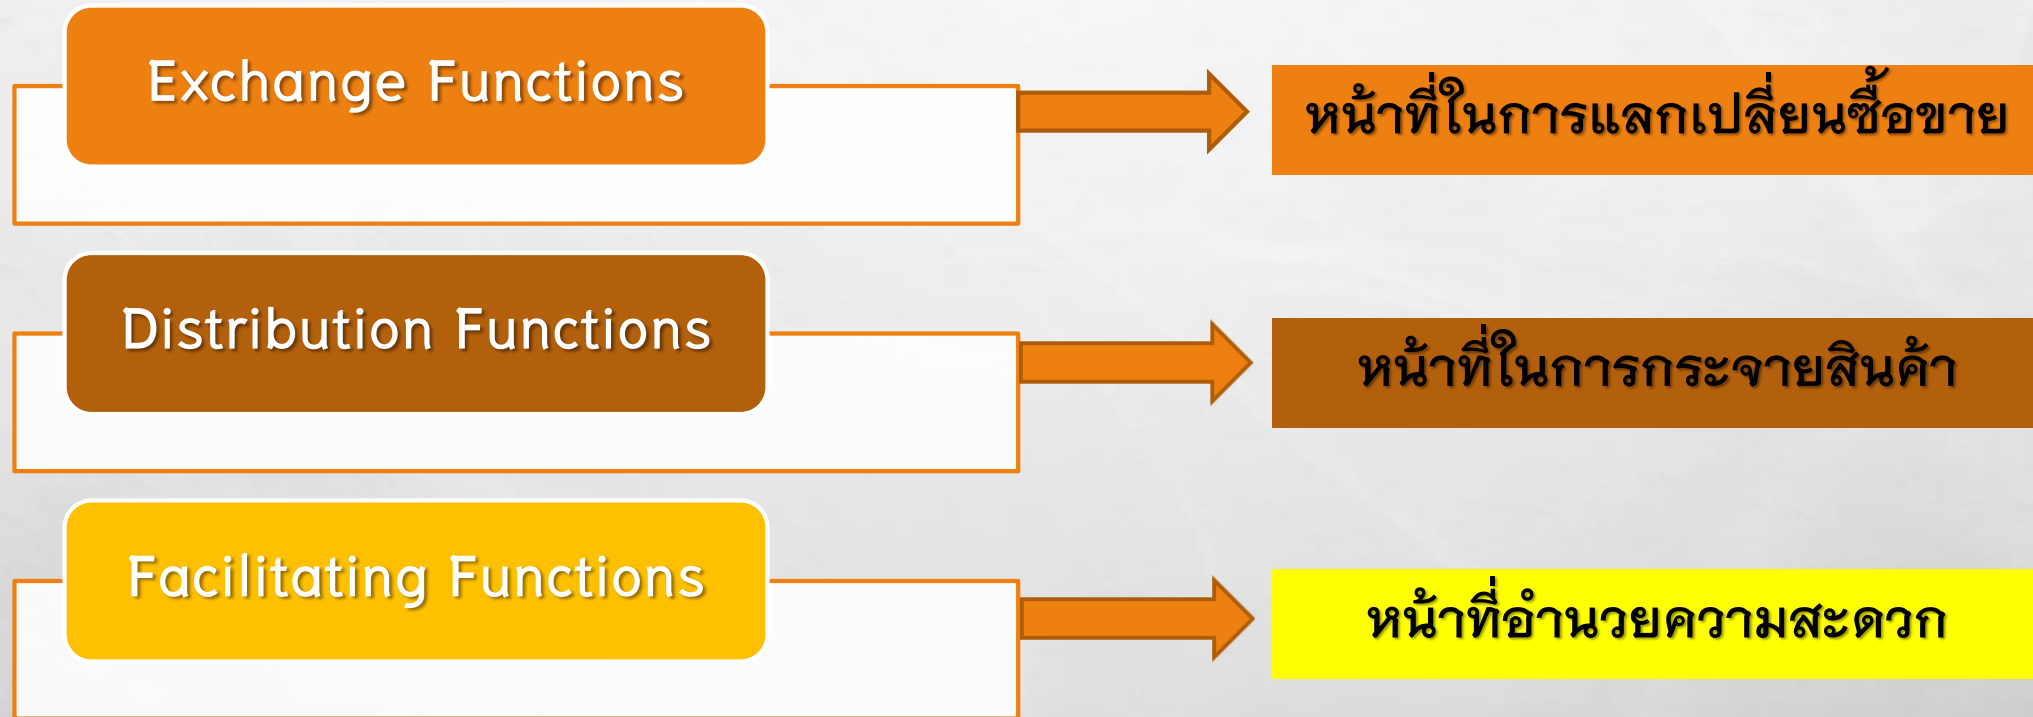 Exchange Functions
หน้าที่ในการแลกเปลี่ยนซื้อขาย
Distribution Functions
หน้าที่ในการกระจายสินค้า
Facilitating Functions
หน้าที่อำนวยความสะดวก